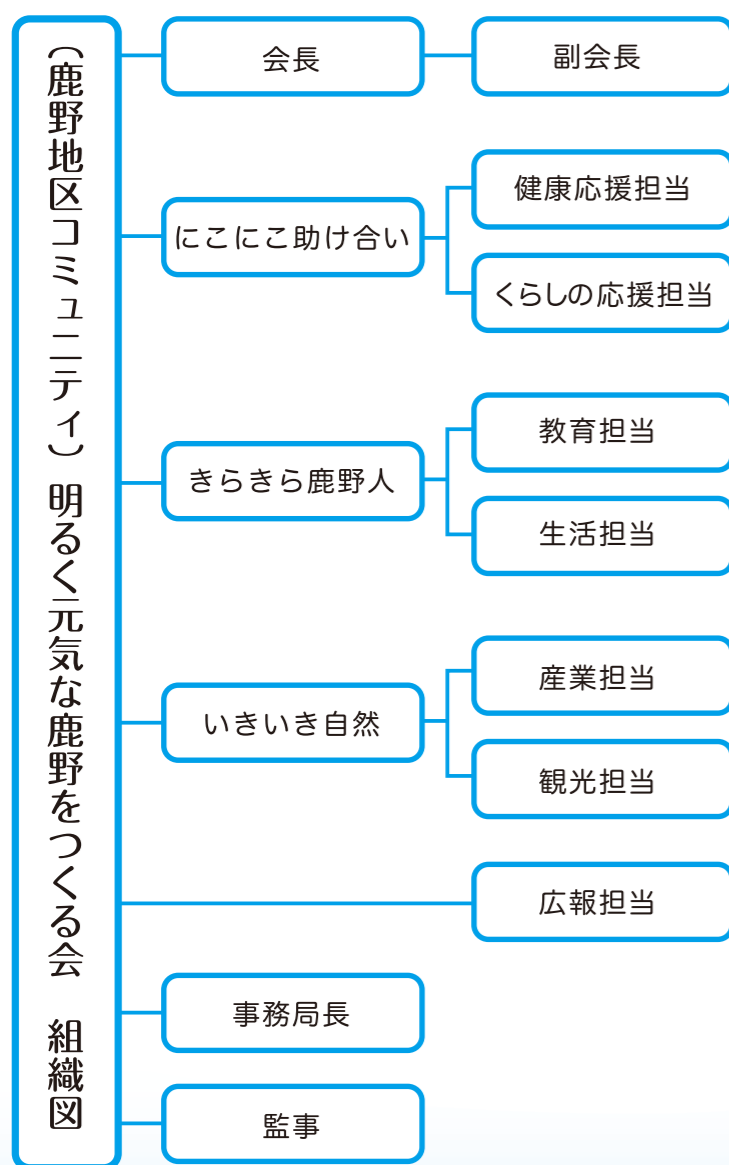 (鹿野地区コミュニティ)明るく元気な鹿野をつくる会　組織図
会長
副会長
にこにこ助け合い
健康応援担当
くらしの応援担当
きらきら鹿野人
教育担当
生活担当
いきいき自然
産業担当
観光担当
広報担当
事務局長
監事